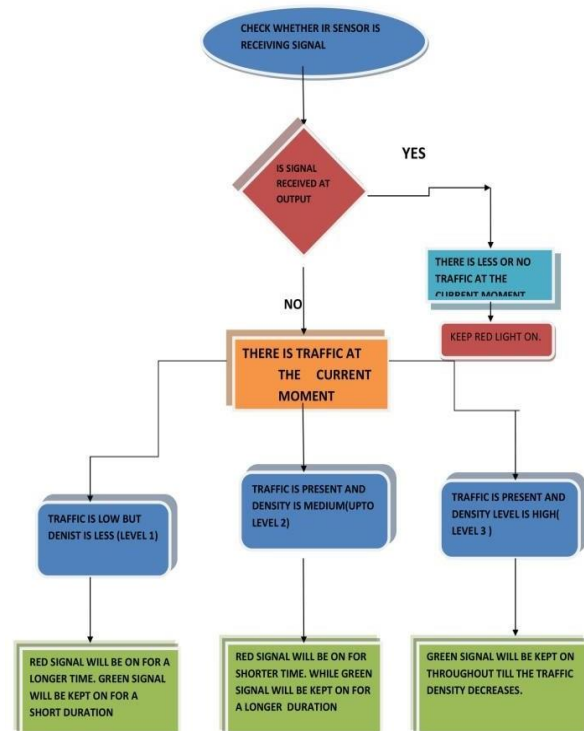 CHECK WHETHER IR SENSOR IS
RECEIVING SIGNAL
YES
IS SIGNAL
RECEIVED AT
OUTPUT
THERE IS LESS OR NO
TRAFFIC AT THE
CURRENT MOMENT
NO
KEEP RED LIGHT ON.
THERE IS TRAFFIC AT
THE CURRENT
MOMENT
TRAFFIC IS LOW BUT
DENIST IS LESS (LEVEL 1)
TRAFFIC IS PRESENT AND
DENSITY IS MEDIUM(UPTO
LEVEL 2)
TRAFFIC IS PRESENT AND
DENSITY LEVEL IS HIGH(
LEVEL 3 )
RED SIGNAL WILL BE ON FOR A
LONGER TIME. GREEN SIGNAL
WILL BE KEPT ON FOR A
SHORT DURATION
RED SIGNAL WILL BE ON FOR
SHORTER TIME. WHILE GREEN
SIGNAL WILL BE KEPT ON FOR
A LONGER DURATION
GREEN SIGNAL WILL BE KEPT ON
THROUGHOUT TILL THE TRAFFIC
DENSITY DECREASES.